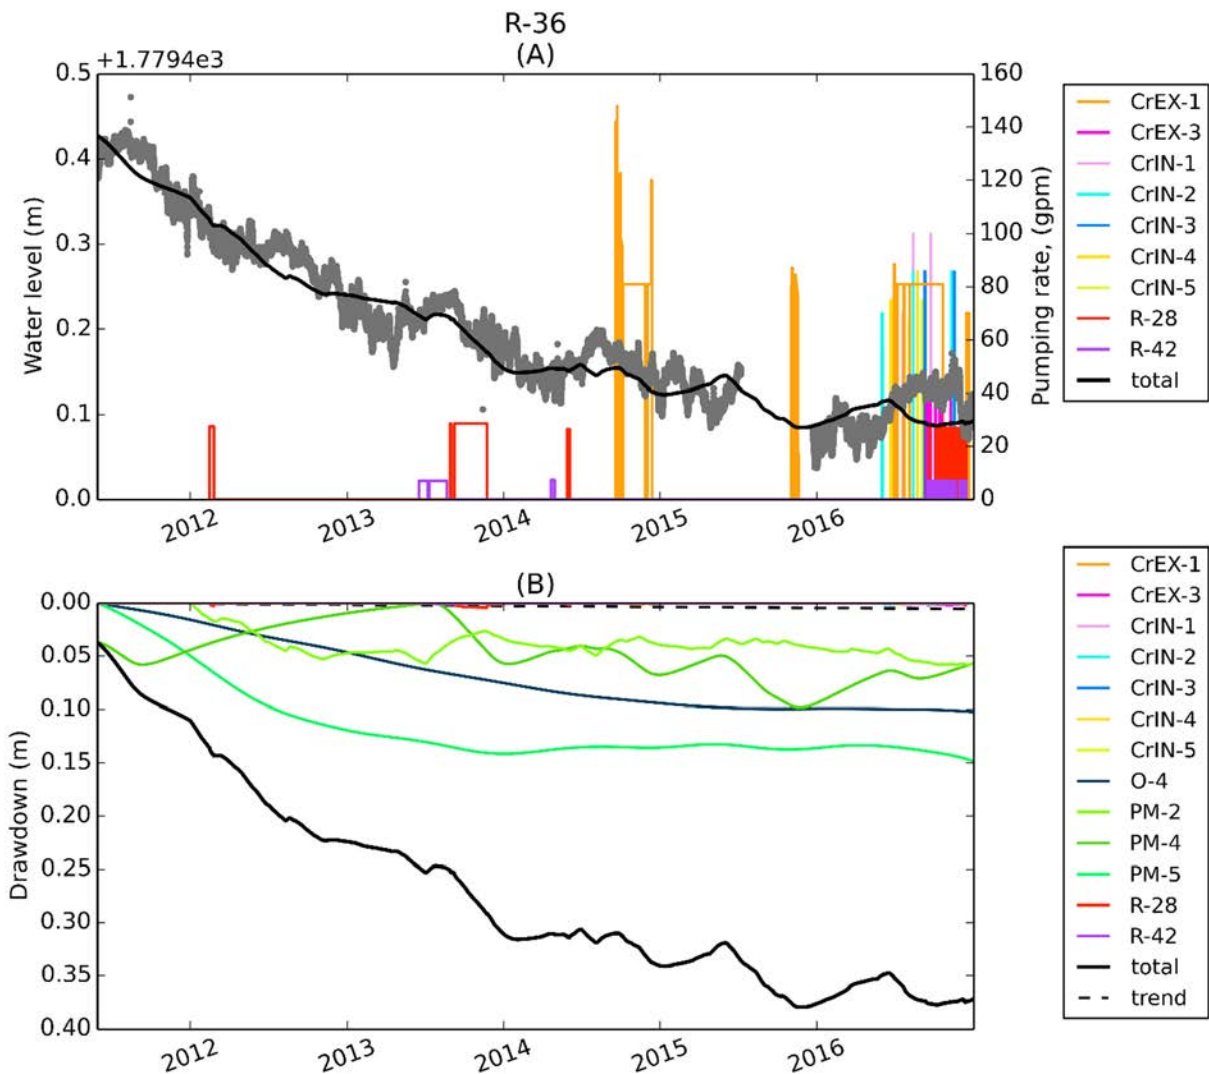 R-36
(A)
+1.7794e3
0.5
0.4
0.3
0.2
0.1
0.0
Water level (m)
160
140
120
100
80
60
40
20
0
Pumping rate, (gpm)
2012
2013
2014
2015
2016
CrEX-1
CrEX-3
CrIN-1
CrIN-2
CrIN-3
CrIN-4
CrIN-5
R-28
R-42
total
(B)
0.00
0.05
0.10
0.15
0.20
0.25
0.30
0.35
0.40
Drawdown (m)
2012
2013
2014
2015
2016
CrEX-1
CrEX-3
CrIN-1
CrIN-2
CrIN-3
CrIN-4
CrIN-5
O-4
PM-2
PM-4
PM-5
R-28
R-42
total
trend